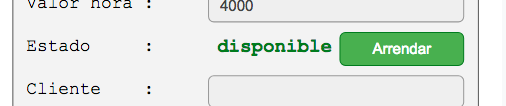 Valor hora : 4000
Estado : disponible Arrendar
Cliente :